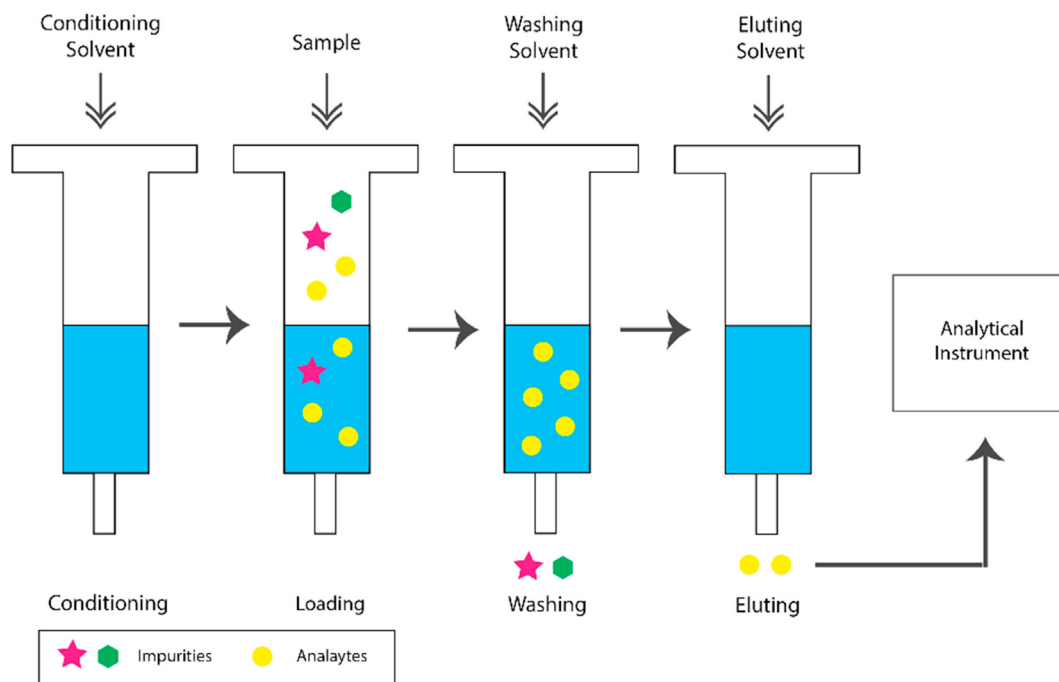 Conditioning
Solvent
Sample
Washing
Solvent
Eluting
Solvent
Analytical
Instrument
Conditioning
Loading
Washing
Eluting
Impurities
Analaytes